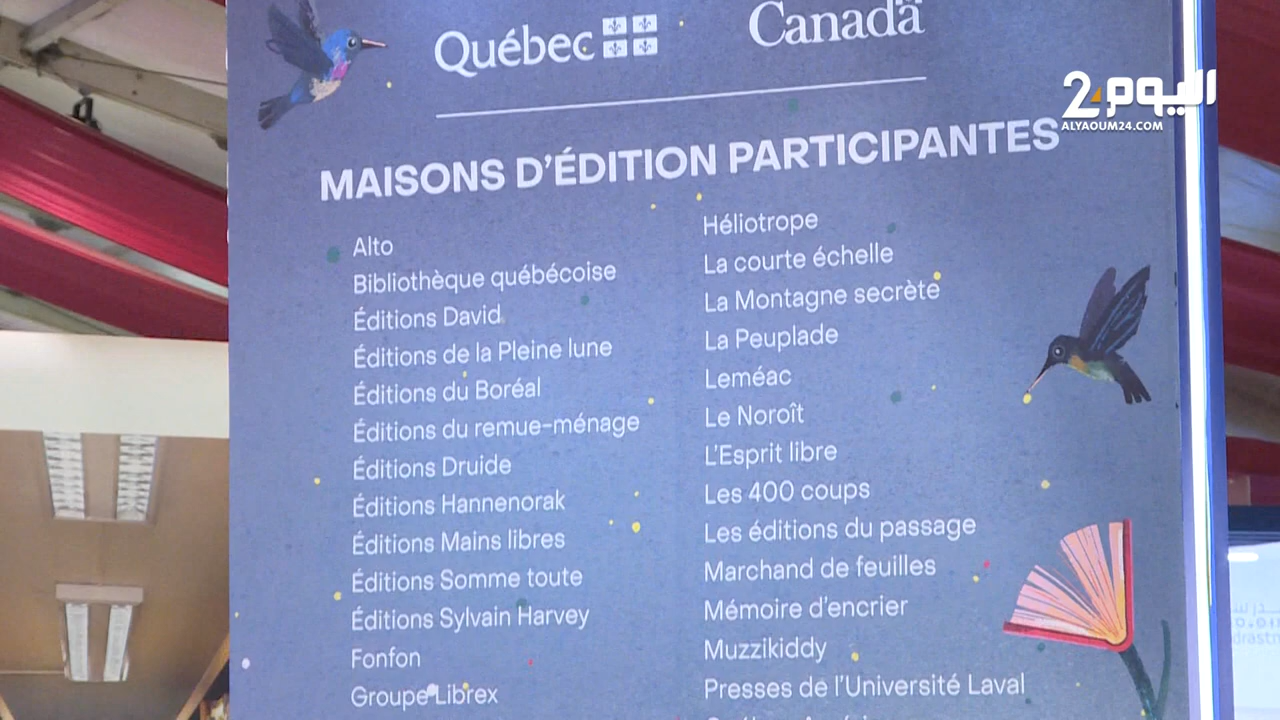 Québec
Canada
اليوم 24
ALYAOUM24.COM
MAISONS D'ÉDITION PARTICIPANTES
Alto
Bibliothèque québécoise
Éditions David
Éditions de la Pleine lune
Éditions du Boréal
Éditions du remue-ménage
Éditions Druide
Éditions Hannenorak
Éditions Mains libres
Éditions Somme toute
Éditions Sylvain Harvey
Fonfon
Groupe Librex
Héliotrope
La courte échelle
La Montagne secrète
La Peuplade
Leméac
Le Noroît
L'Esprit libre
Les 400 coups
Les éditions du passage
Marchand de feuilles
Mémoire d'encrier
Muzzikiddy
Presses de l'Université Laval